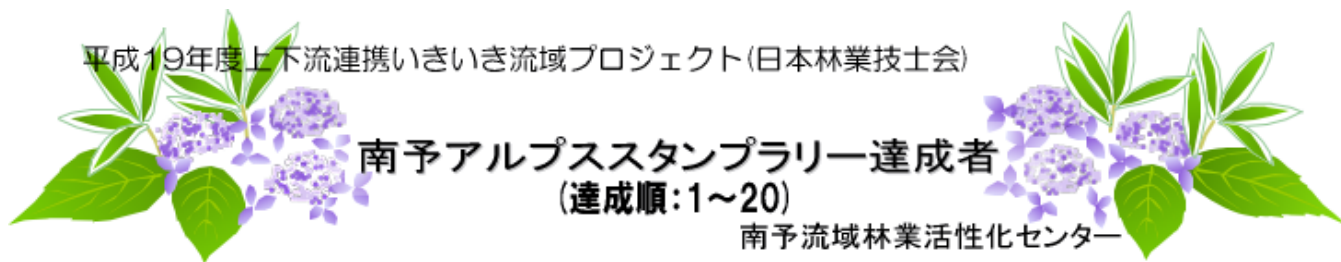 平成19年度上下流連携いきいき流域プロジェクト(日本林業技士会)
南予アルプススタンプラリー達成者
(達成順:1～20)
南予流域林業活性化センター